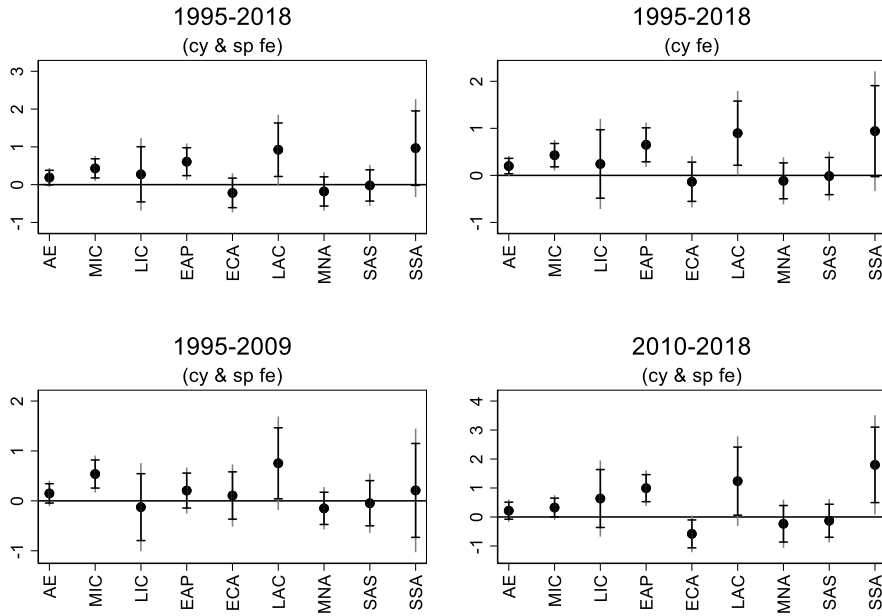 1995-2018
(cy & sp fe)
3
2
1
0
-1
AE MIC LIC EAP ECA LAC MNA SAS SSA
1995-2018
(cy fe)
2
1
0
-1
AE MIC LIC EAP ECA LAC MNA SAS SSA
1995-2009
(cy & sp fe)
2
1
0
-1
AE MIC LIC EAP ECA LAC MNA SAS SSA
2010-2018
(cy & sp fe)
4
3
2
1
0
-1
AE MIC LIC EAP ECA LAC MNA SAS SSA